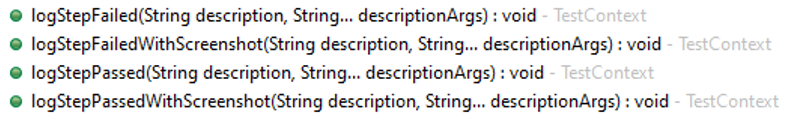 logStepFailed(String description, String... descriptionArgs) : void - TestContext
logStepFailedWithScreenshot(String description, String... descriptionArgs) : void - TestContext
logStepPassed(String description, String... descriptionArgs) : void - TestContext
logStepPassedWithScreenshot(String description, String... descriptionArgs) : void - TestContext